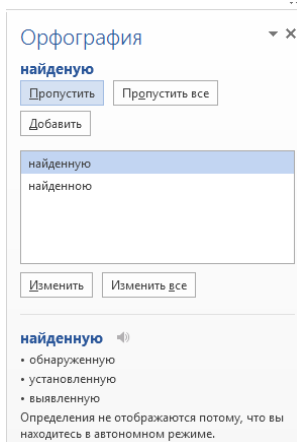 Орфография
найденую
Пропустить Пропустить все
Добавить
найденную
найденною
Изменить Изменить все
найденную
• обнаруженную
• установленную
• выявленную
Определения не отображаются потому, что вы
находитесь в автономном режиме.